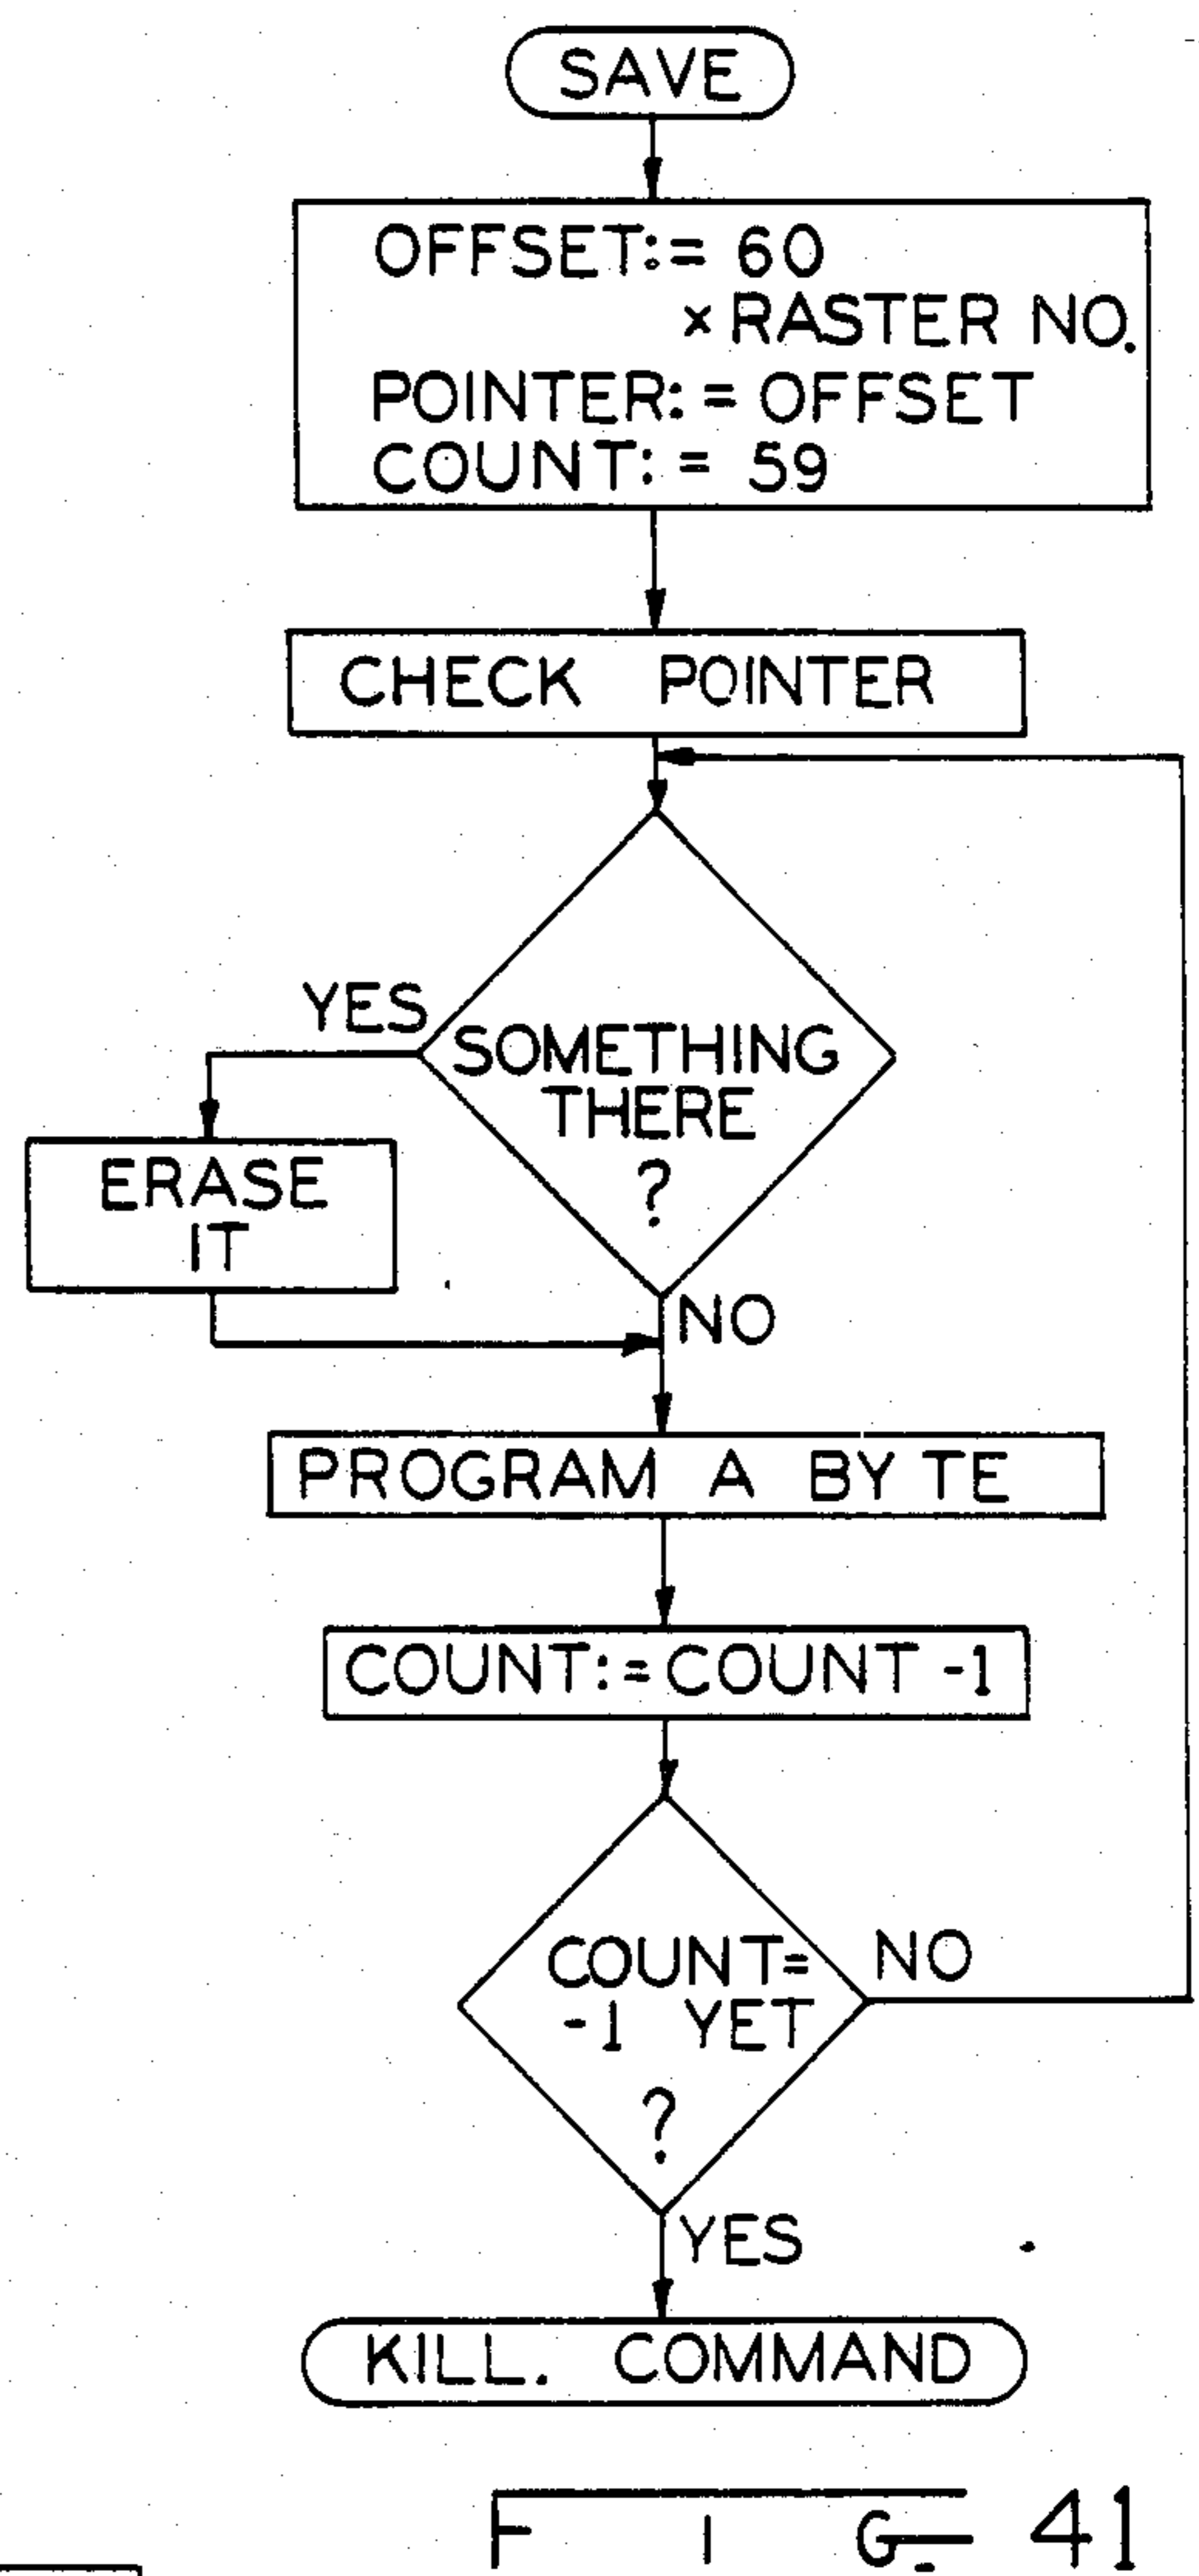 SAVE
OFFSET:= 60
× RASTER NO.
POINTER:= OFFSET
COUNT:= 59
CHECK POINTER
YES
SOMETHING
THERE
?
ERASE
IT
NO
PROGRAM A BYTE
COUNT:=COUNT -1
COUNT=
-1 YET
?
NO
YES
KILL. COMMAND
FIG_ 41